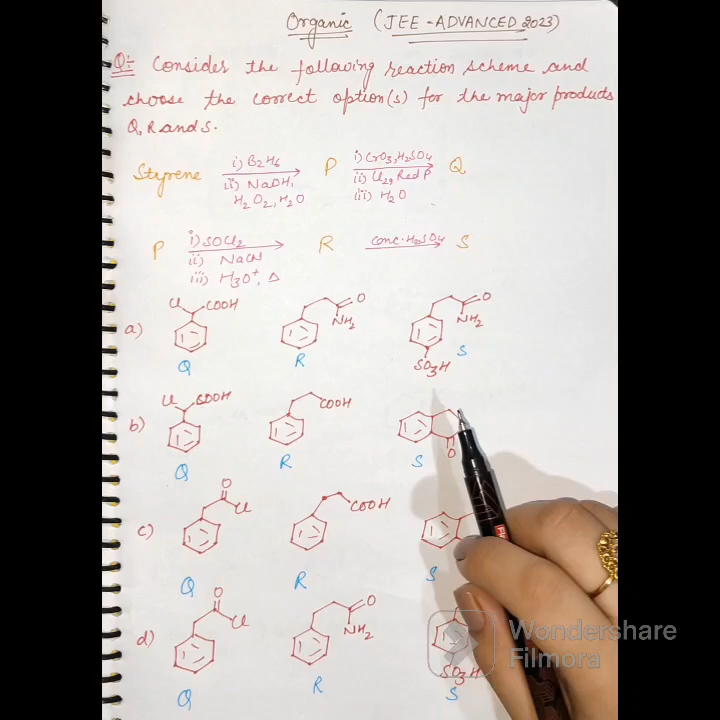 Organic (JEE-ADVANCED 2023)
Q:- Consider the following reaction scheme and
choose the correct option(s) for the major products
Q, R and S.
Styrene i) B2H6 P i) CrO3, H2SO4 Q
ii) NaOH, ii) Cl2, Red P
H2O2, H2O iii) H2O
P i) SOCl2 R conc. H2SO4 S
ii) NaCN
iii) H3O+, Δ
a) Cl COOH O NH2 O NH2
SO3H
Q R S
b) Cl COOH COOH O
Q R S
c) O Cl COOH
Q R S
d) O Cl O NH2
SO3H
Q R S
Wondershare
Filmora